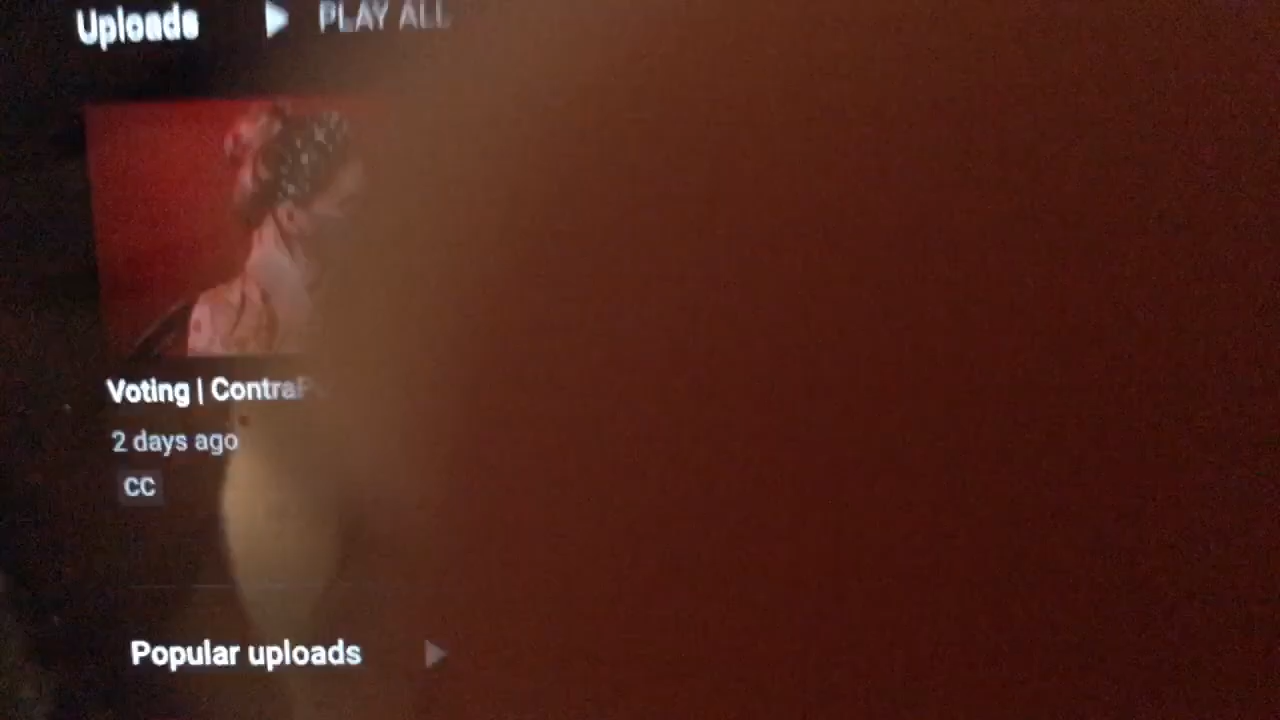 Uploads PLAY ALL
Voting | Contra
2 days ago
CC
Popular uploads